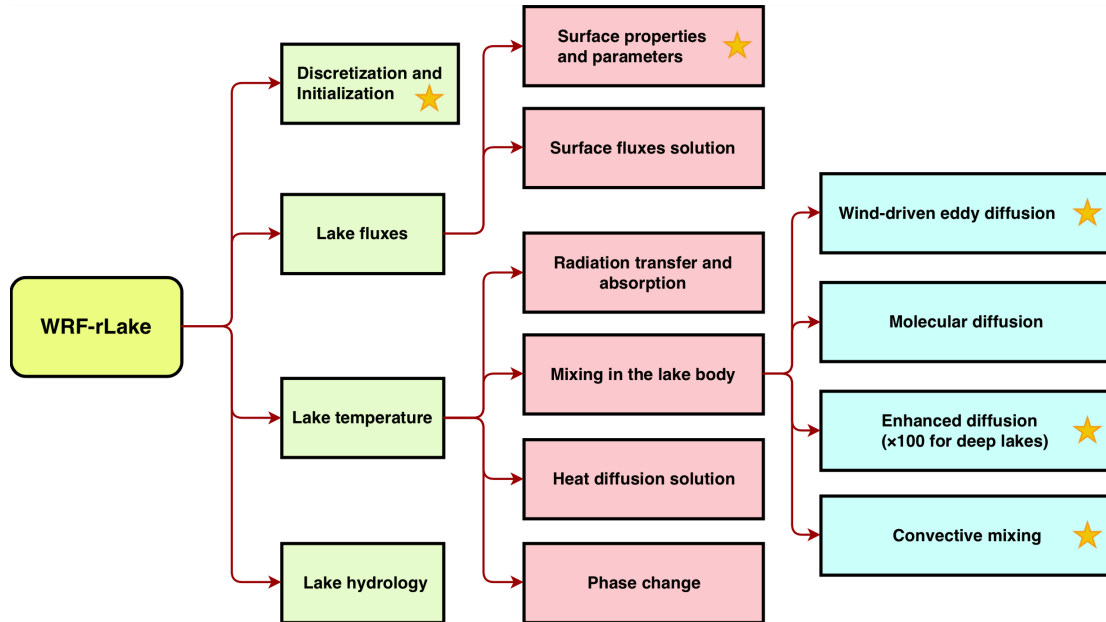 WRF-rLake
Discretization and
Initialization
Lake fluxes
Lake temperature
Lake hydrology
Surface properties
and parameters
Surface fluxes solution
Radiation transfer and
absorption
Mixing in the lake body
Heat diffusion solution
Phase change
Wind-driven eddy diffusion
Molecular diffusion
Enhanced diffusion
(×100 for deep lakes)
Convective mixing